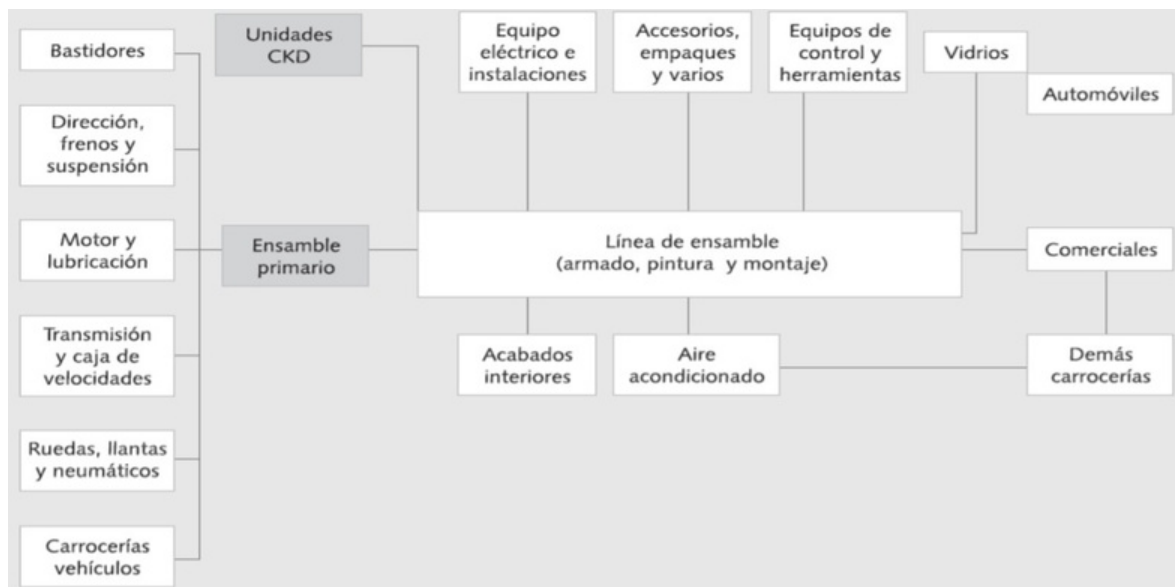 Bastidores
Unidades
CKD
Equipo
eléctrico e
instalaciones
Accesorios,
empaques
y varios
Equipos de
control y
herramientas
Vidrios
Automóviles
Dirección,
frenos y
suspensión
Motor y
lubricación
Ensamble
primario
Línea de ensamble
(armado, pintura y montaje)
Comerciales
Transmisión
y caja de
velocidades
Acabados
interiores
Aire
acondicionado
Demás
carrocerías
Ruedas, llantas
y neumáticos
Carrocerías
vehículos